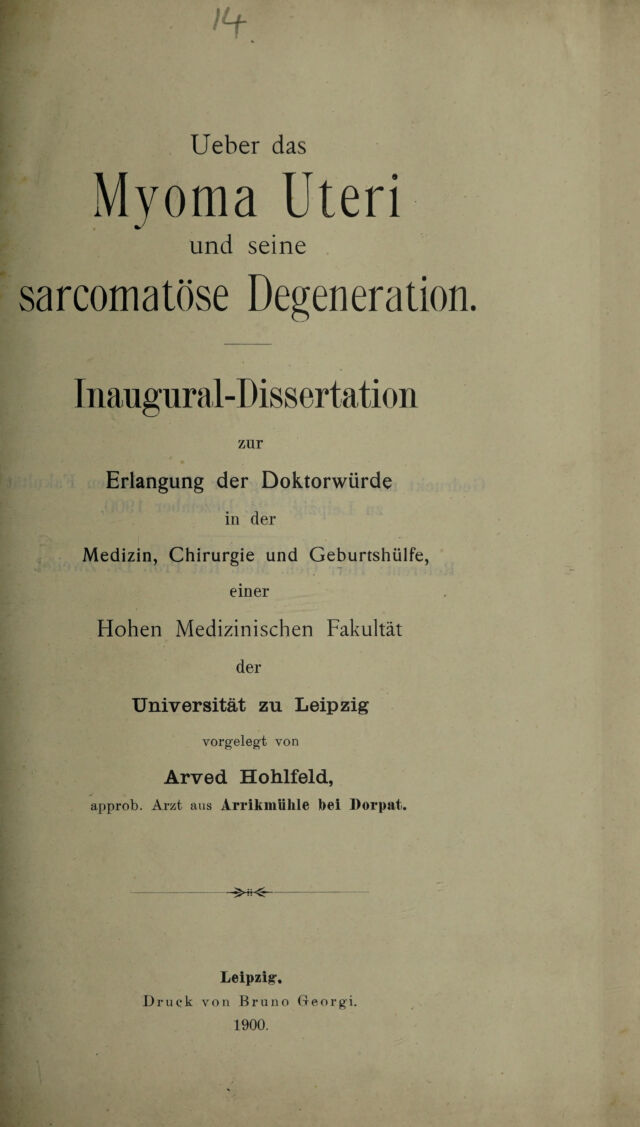 14
Ueber das
Myoma Uteri
und seine
sarcomatöse Degeneration.
Inaugural-Dissertation
zur
Erlangung der Doktorwürde
in der
Medizin, Chirurgie und Geburtshülfe,
einer
Hohen Medizinischen Fakultät
der
Universität zu Leipzig
vorgelegt von
Arved Hohlfeld,
approb. Arzt aus Arrikmühle bei Dorpat.
Leipzig.
Druck von Bruno Georgi.
1900.